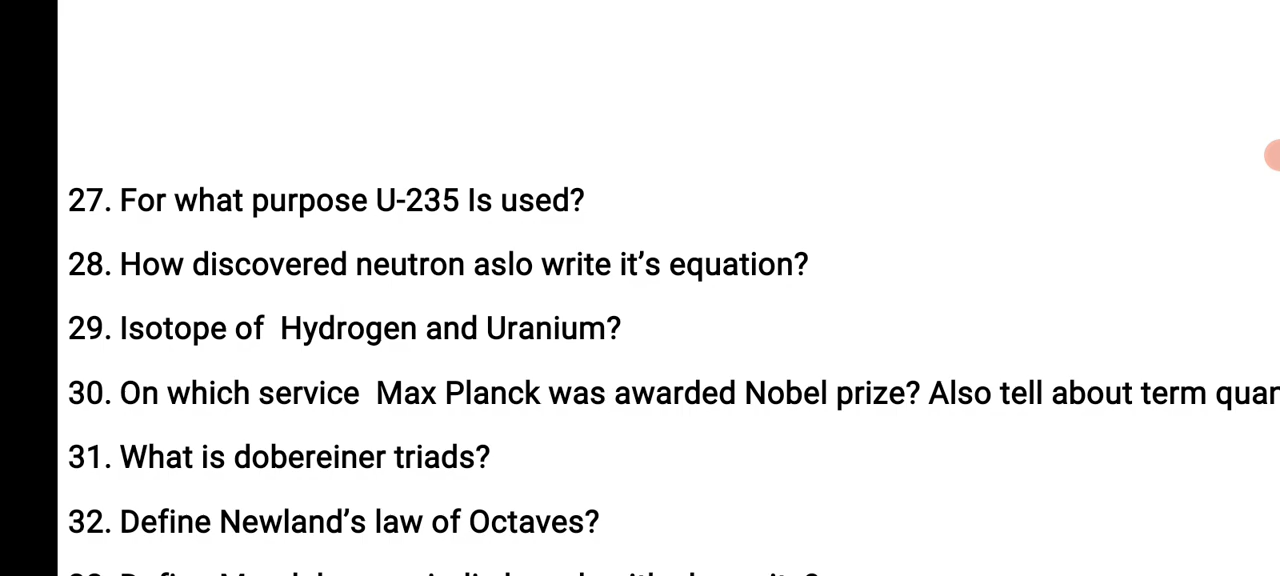 27. For what purpose U-235 Is used?
28. How discovered neutron aslo write it’s equation?
29. Isotope of  Hydrogen and Uranium?
30. On which service  Max Planck was awarded Nobel prize? Also tell about term
31. What is dobereiner triads?
32. Define Newland’s law of Octaves?